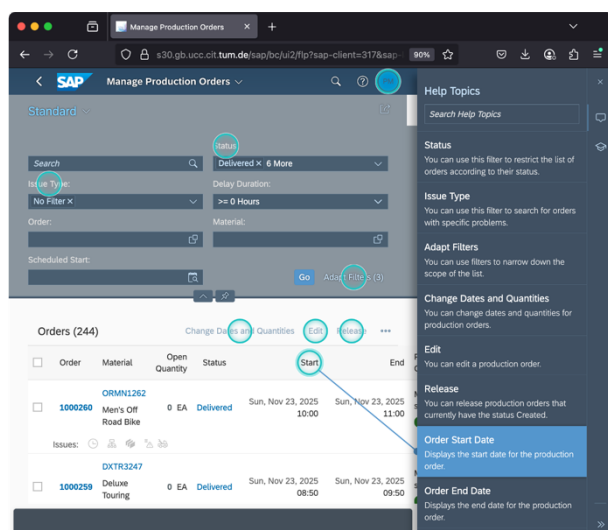 Manage Production Orders
s30.gb.ucc.cit.tum.de/sap/bc/ui2/flp?sap-client=317&sap-
90%
SAP Manage Production Orders
Help Topics
Search Help Topics
Standard
Status
Search
Delivered × 6 More
Issue Type:
Delay Duration:
No Filter ×
>= 0 Hours
Order:
Material:
Scheduled Start:
Go
Adapt Filters (3)
Status
You can use this filter to restrict the list of
orders according to their status.
Issue Type
You can use this filter to search for orders
with specific problems.
Adapt Filters
You can use filters to narrow down the
scope of the list.
Change Dates and Quantities
You can change dates and quantities for
production orders.
Edit
You can edit a production order.
Release
You can release production orders that
currently have the status Created.
Order Start Date
Displays the start date for the production
order.
Order End Date
Displays the end date for the production
order.
Orders (244)
Change Dates and Quantities Edit Release
Order Material Open Quantity Status Start End
1000260
ORMN1262
Men's Off
Road Bike
0 EA Delivered
Sun, Nov 23, 2025
10:00
Sun, Nov 23, 2025
11:00
Issues:
1000259
DXTR3247
Deluxe
Touring
0 EA Delivered
Sun, Nov 23, 2025
08:50
Sun, Nov 23, 2025
09:50